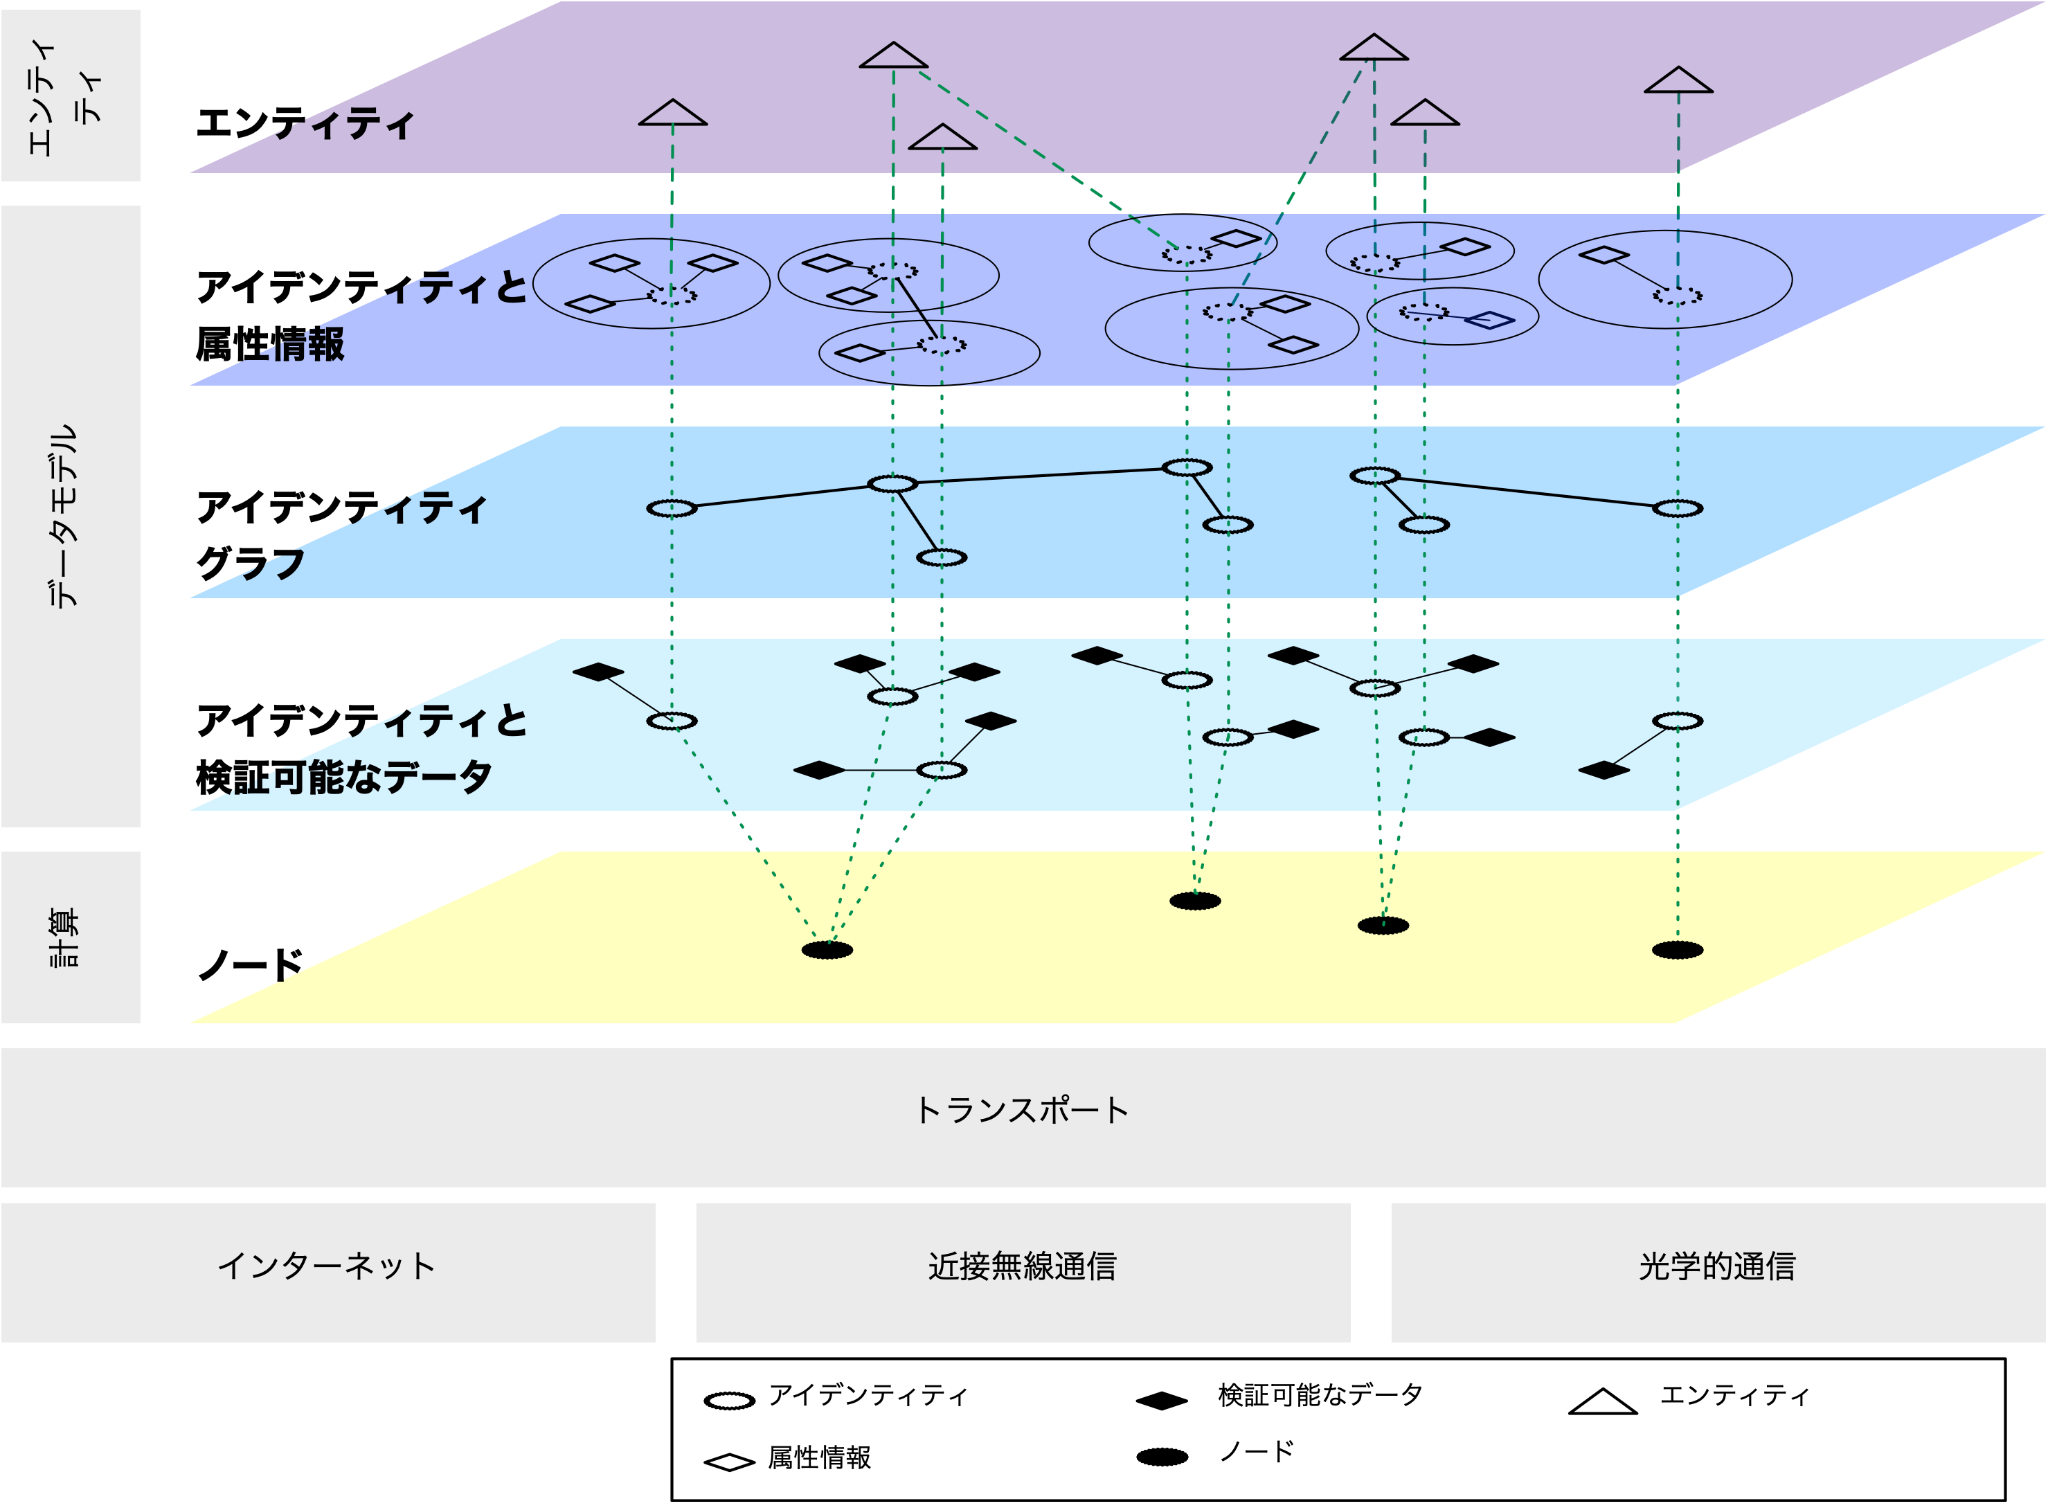 エンティ
ティ
エンティティ
アイデンティティと
属性情報
データモデル
アイデンティティ
グラフ
アイデンティティと
検証可能なデータ
計算
ノード
トランスポート
インターネット
近接無線通信
光学的通信
アイデンティティ
検証可能なデータ
エンティティ
属性情報
ノード